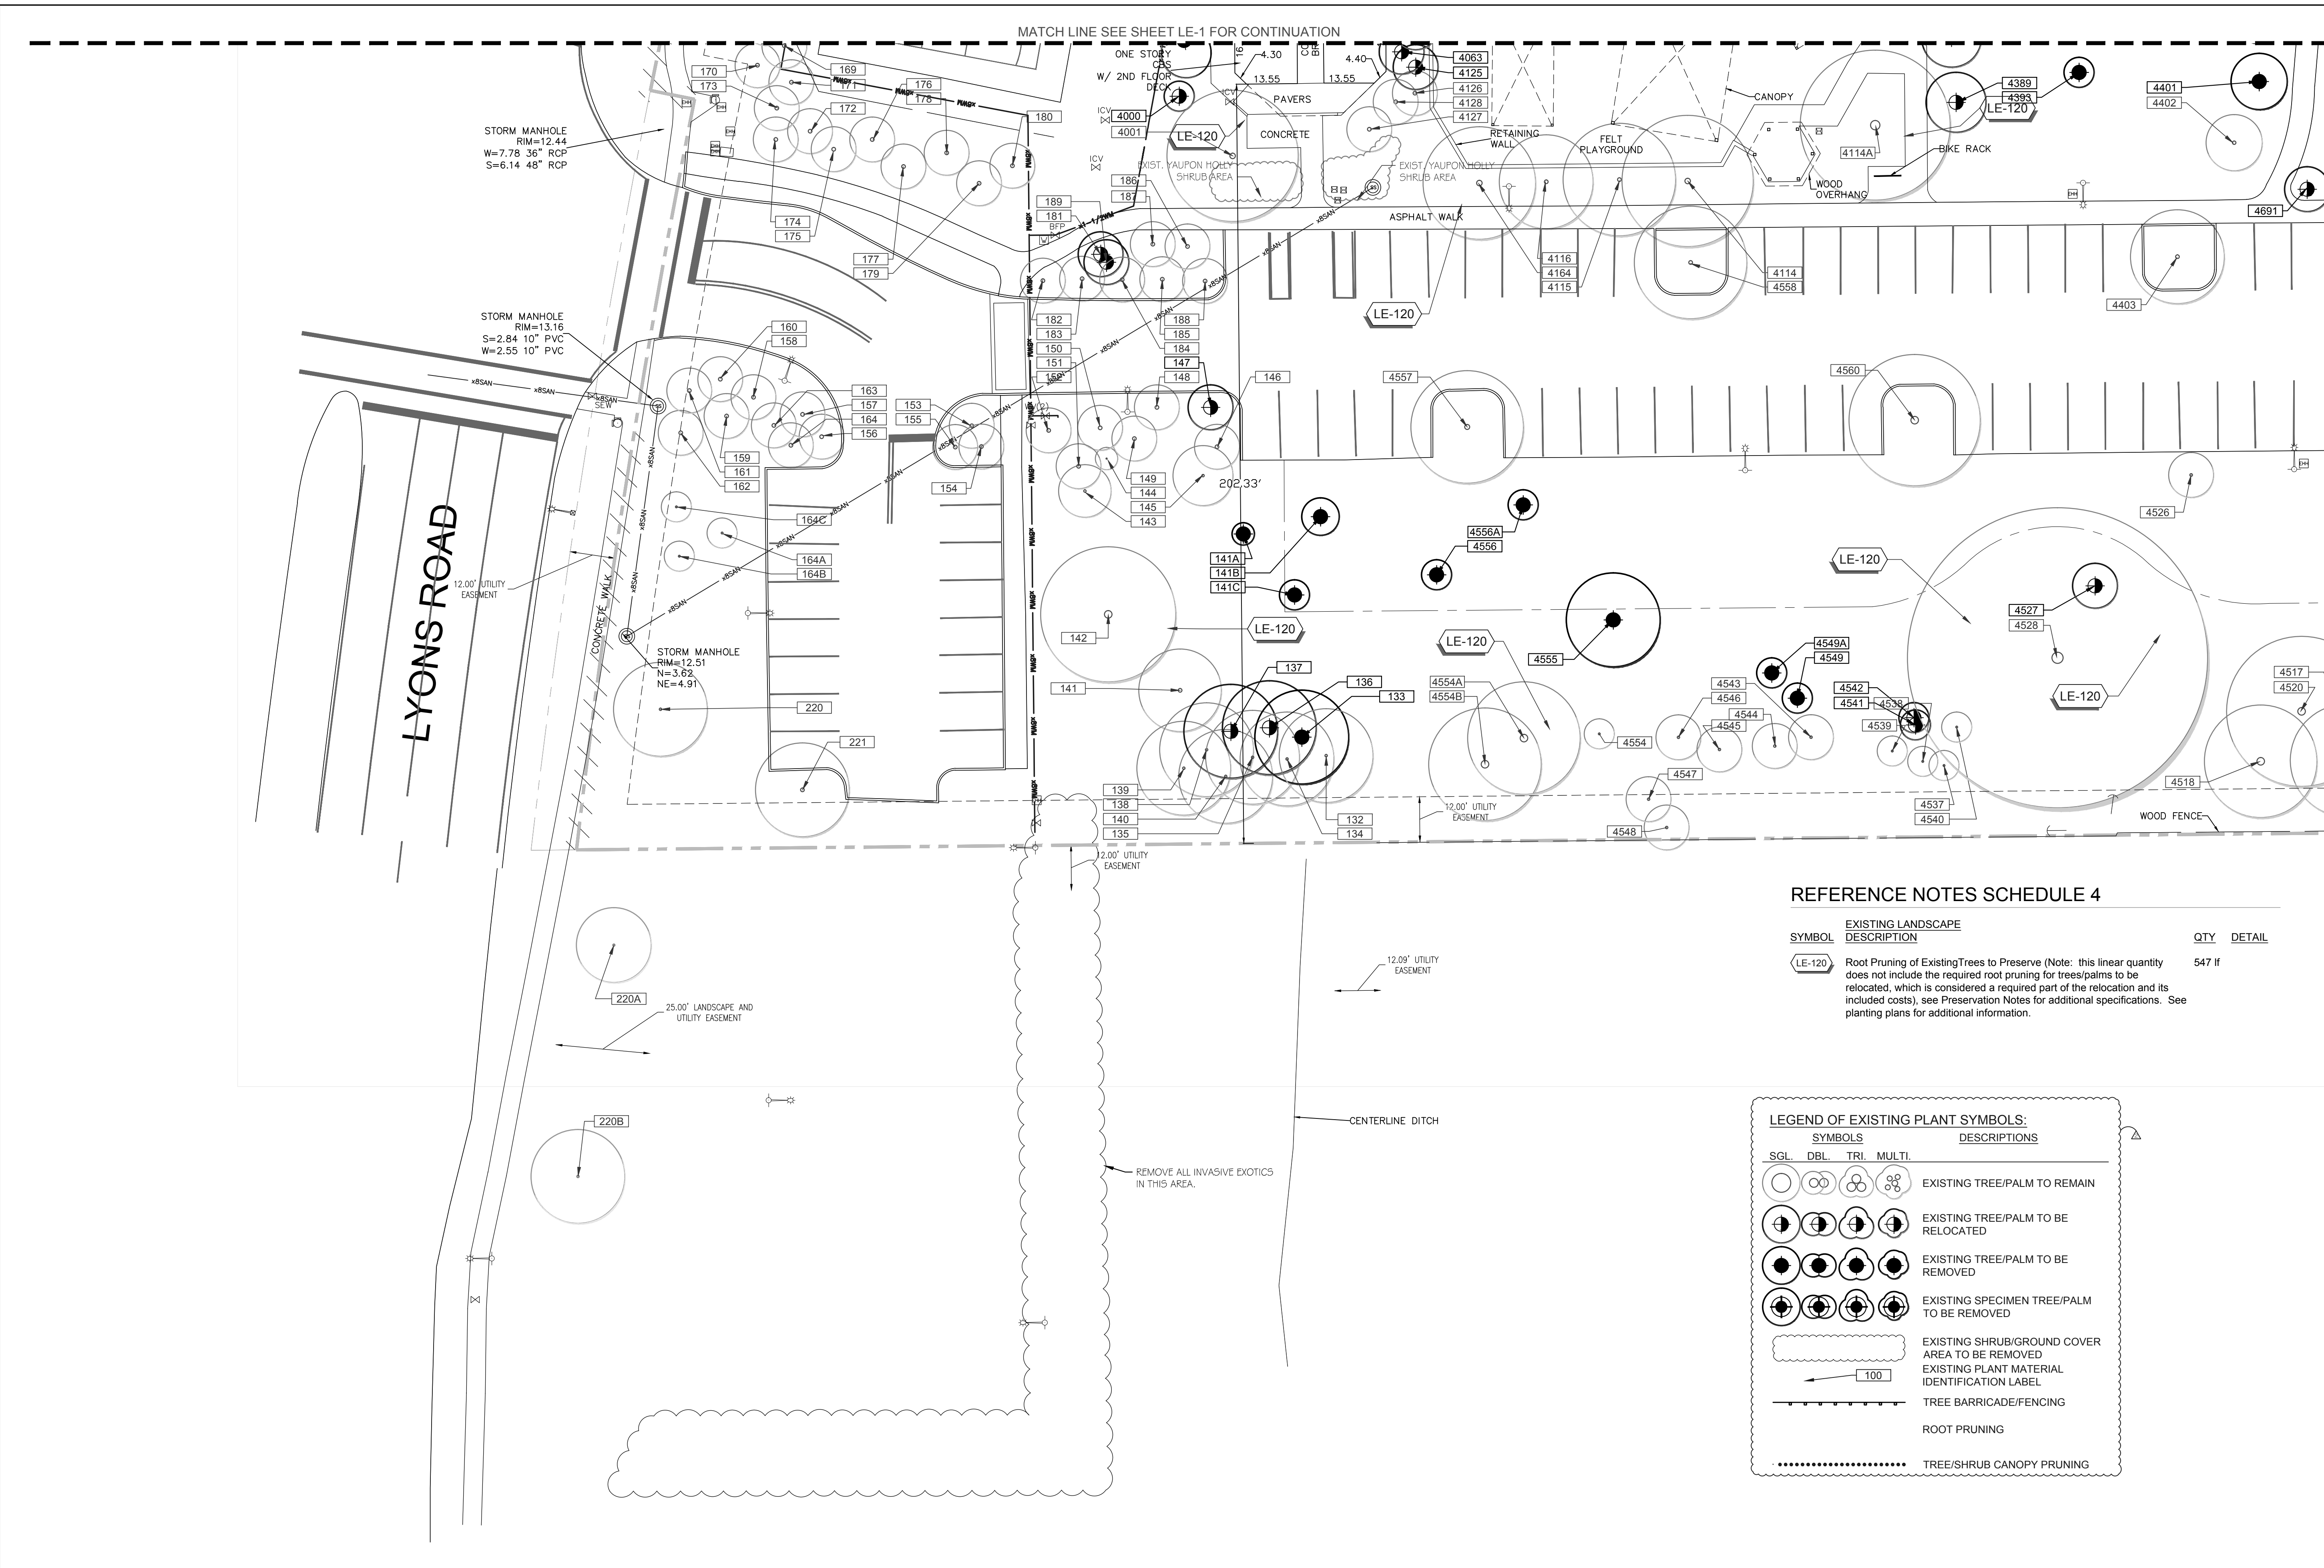 MATCH LINE SEE SHEET LE-1 FOR CONTINUATION
ONE STORY
CBS
W/ 2ND FLOOR
DECK
16
4.30
4.40
13.55
13.55
PAVERS
CONCRETE
ICV
ICV
ICV
4000
4001
LE-120
EXIST. YAUPON HOLLY
SHRUB AREA
EXIST YAUPON HOLLY
SHRUB AREA
4063
4125
4126
4128
4127
RETAINING
WALL
FELT
PLAYGROUND
CANOPY
WOOD
OVERHANG
4114A
BIKE RACK
4389
4393
LE-120
4401
4402
4691
170
173
169
171
172
176
178
180
STORM MANHOLE
RIM=12.44
W=7.78 36" RCP
S=6.14 48" RCP
174
175
177
179
186
187
189
181
BFP
x1-1/2WM
ASPHALT WALK
x8SAN
4116
4164
4115
4114
4558
4403
LE-120
STORM MANHOLE
RIM=13.16
S=2.84 10" PVC
W=2.55 10" PVC
160
158
182
183
150
151
152
188
185
184
147
148
146
4557
4560
x8SAN
x8SAN
SEW
163
157
164
156
153
155
154
159
161
162
149
144
145
143
202.33'
4526
164C
164A
164B
141A
141B
141C
4556A
4556
LE-120
LYONS ROAD
12.00' UTILITY
EASEMENT
CONCRETE WALK
STORM MANHOLE
RIM=12.51
N=3.62
NE=4.91
142
LE-120
LE-120
141
137
136
133
4555
4554A
4554B
4554
4549A
4549
4543
4546
4544
4545
4542
4541
4538
4539
4527
4528
LE-120
4517
4520
4518
220
221
139
138
140
135
132
134
12.00' UTILITY
EASEMENT
4547
4548
4537
4540
WOOD FENCE
12.00' UTILITY
EASEMENT
220A
25.00' LANDSCAPE AND
UTILITY EASEMENT
12.09' UTILITY
EASEMENT
220B
CENTERLINE DITCH
REMOVE ALL INVASIVE EXOTICS
IN THIS AREA.
REFERENCE NOTES SCHEDULE 4
EXISTING LANDSCAPE
SYMBOL DESCRIPTION QTY DETAIL
LE-120 Root Pruning of ExistingTrees to Preserve (Note: this linear quantity 547 lf
does not include the required root pruning for trees/palms to be
relocated, which is considered a required part of the relocation and its
included costs), see Preservation Notes for additional specifications. See
planting plans for additional information.
LEGEND OF EXISTING PLANT SYMBOLS:
SYMBOLS DESCRIPTIONS
SGL. DBL. TRI. MULTI.
EXISTING TREE/PALM TO REMAIN
EXISTING TREE/PALM TO BE
RELOCATED
EXISTING TREE/PALM TO BE
REMOVED
EXISTING SPECIMEN TREE/PALM
TO BE REMOVED
EXISTING SHRUB/GROUND COVER
AREA TO BE REMOVED
100 EXISTING PLANT MATERIAL
IDENTIFICATION LABEL
TREE BARRICADE/FENCING
ROOT PRUNING
TREE/SHRUB CANOPY PRUNING